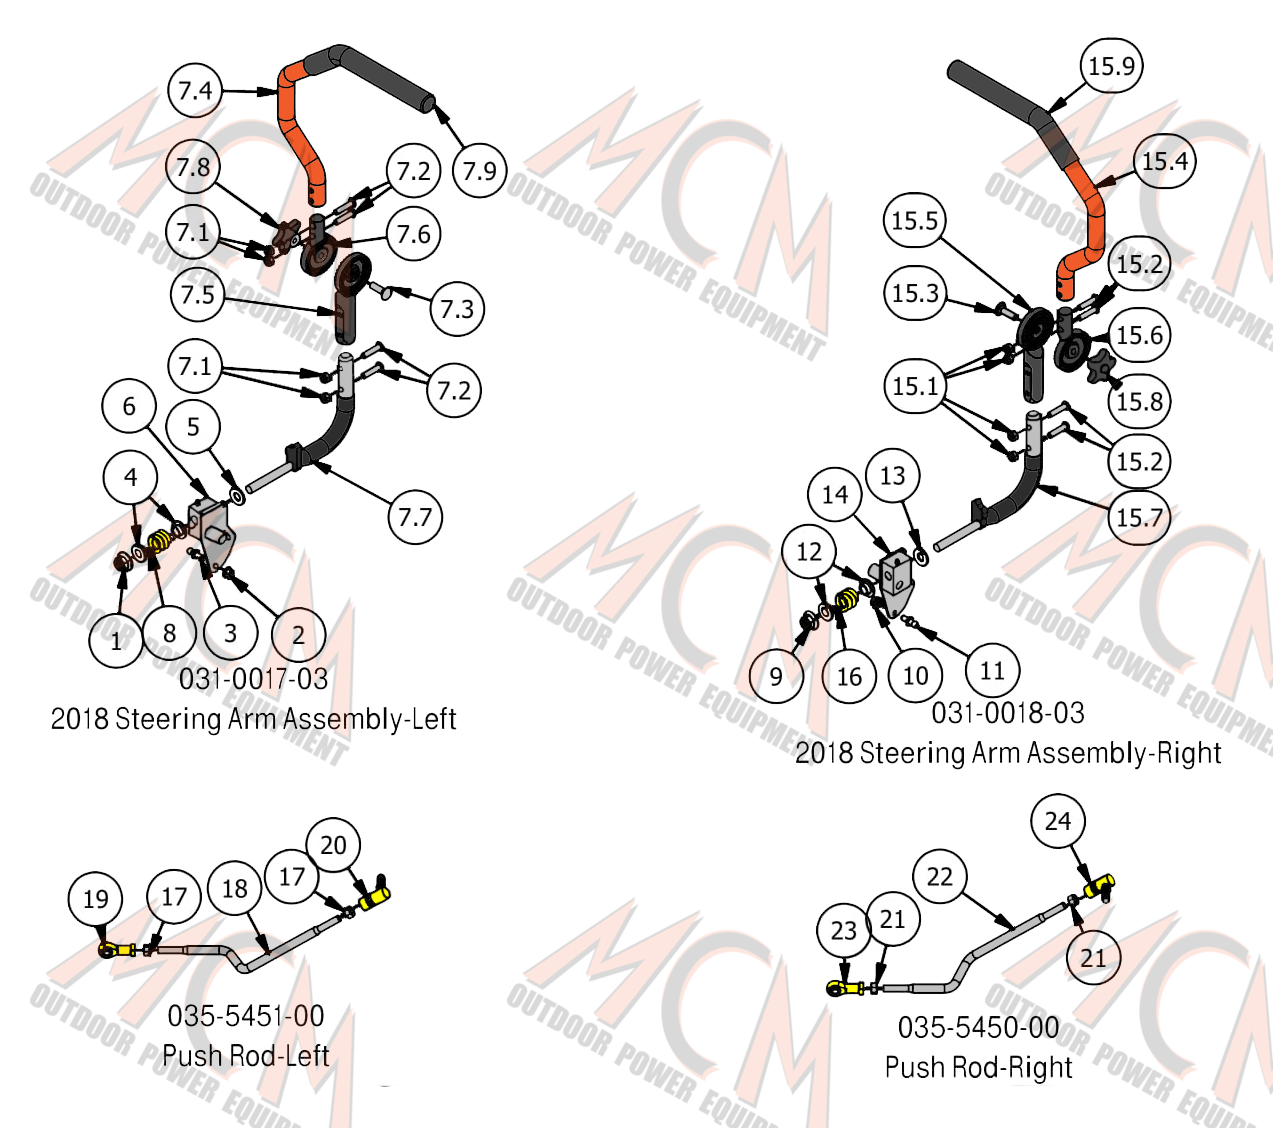 7.4
7.8
7.1
7.5
7.2
7.9
7.6
7.3
7.1
7.2
6
5
4
7.7
1
8
3
2
031-0017-03
2018 Steering Arm Assembly-Left
15.9
15.4
15.5
15.3
15.2
15.6
15.1
15.8
15.2
13
14
15.7
12
9
16
10
11
031-0018-03
2018 Steering Arm Assembly-Right
19
17
18
17
20
035-5451-00
Push Rod-Left
24
22
23
21
21
035-5450-00
Push Rod-Right
MCM
OUTDOOR POWER EQUIPMENT
MCM
OUTDOOR POWER EQUIPMENT
MCM
OUTDOOR POWER EQUIPMENT
MCM
OUTDOOR POWER EQUIPMENT
MCM
OUTDOOR POWER EQUIPMENT
MCM
OUTDOOR POWER EQUIPMENT
MCM
OUTDOOR POWER
MCM
OUTDOOR POWER
MCM
OUTDOOR POWER